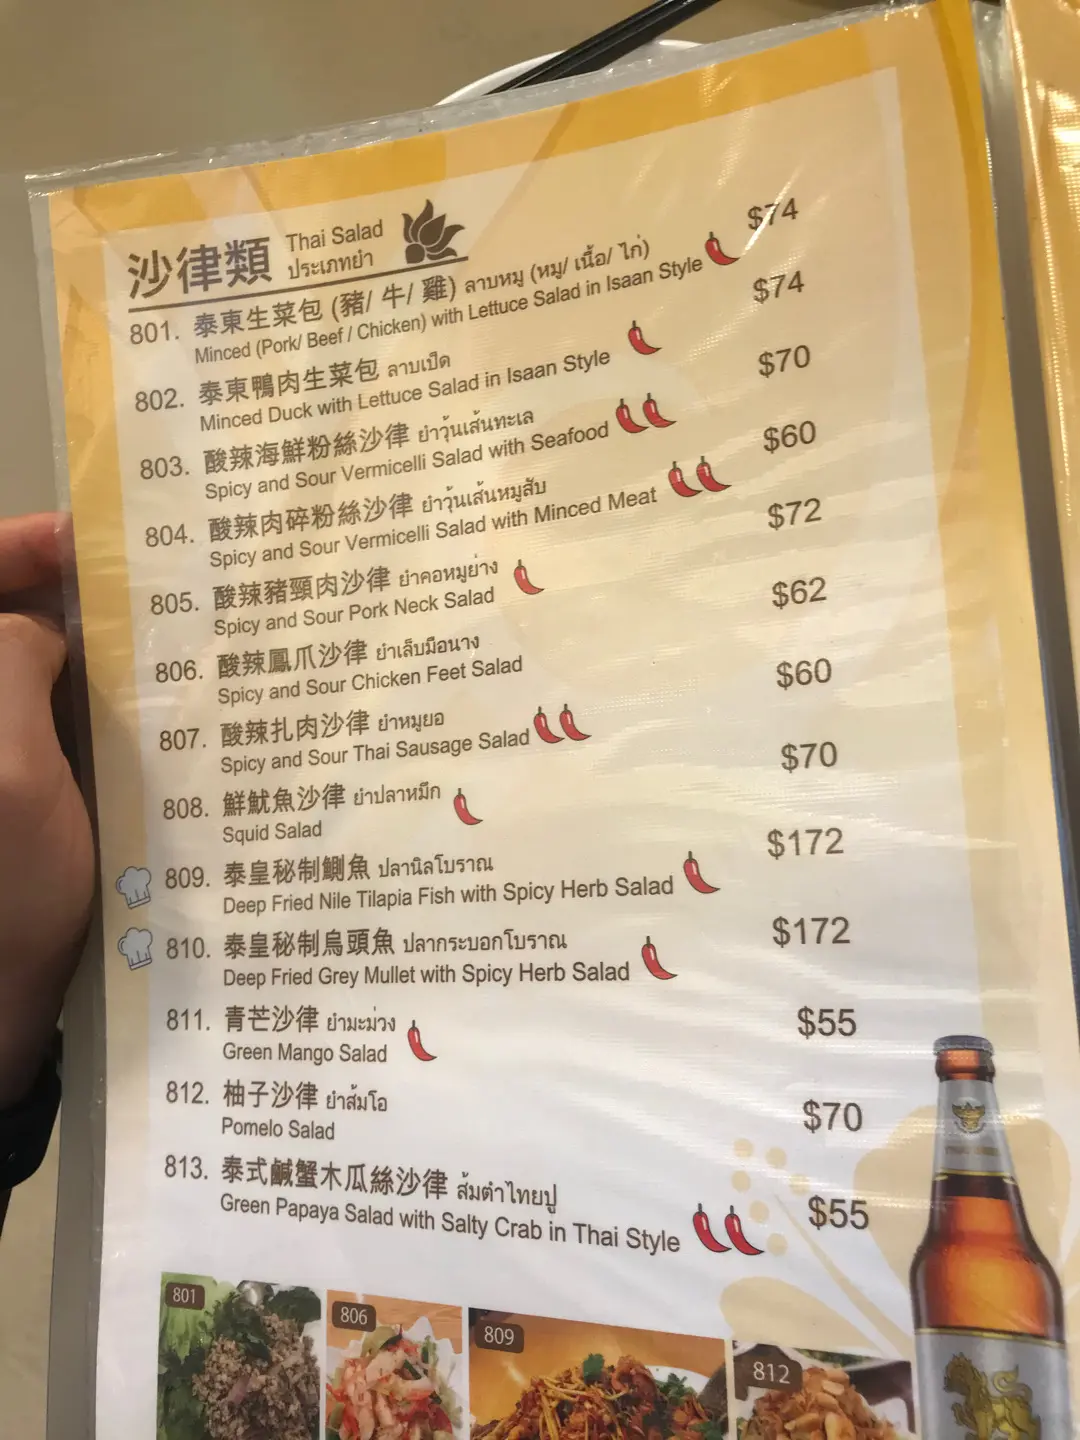 沙律類 Thai Salad
ประเภทยำ
801. 泰東生菜包 (豬/ 牛/ 雞) ลาบหมู (หมู/ เนื้อ/ ไก่) $74
Minced (Pork/ Beef / Chicken) with Lettuce Salad in Isaan Style
802. 泰東鴨肉生菜包 ลาบเป็ด $74
Minced Duck with Lettuce Salad in Isaan Style
803. 酸辣海鮮粉絲沙律 ยำวุ้นเส้นทะเล $70
Spicy and Sour Vermicelli Salad with Seafood
804. 酸辣肉碎粉絲沙律 ยำวุ้นเส้นหมูสับ $60
Spicy and Sour Vermicelli Salad with Minced Meat
805. 酸辣豬頸肉沙律 ยำคอหมูย่าง $72
Spicy and Sour Pork Neck Salad
806. 酸辣鳳爪沙律 ยำเล็บมือนาง $62
Spicy and Sour Chicken Feet Salad
807. 酸辣扎肉沙律 ยำหมูยอ $60
Spicy and Sour Thai Sausage Salad
808. 鮮魷魚沙律 ยำปลาหมึก $70
Squid Salad
809. 泰皇秘制鰂魚 ปลานิลโบราณ $172
Deep Fried Nile Tilapia Fish with Spicy Herb Salad
810. 泰皇秘制烏頭魚 ปลากระบอกโบราณ $172
Deep Fried Grey Mullet with Spicy Herb Salad
811. 青芒沙律 ยำมะม่วง $55
Green Mango Salad
812. 柚子沙律 ยำส้มโอ $70
Pomelo Salad
813. 泰式鹹蟹木瓜絲沙律 ส้มตำไทยปู $55
Green Papaya Salad with Salty Crab in Thai Style
801
806
809
812